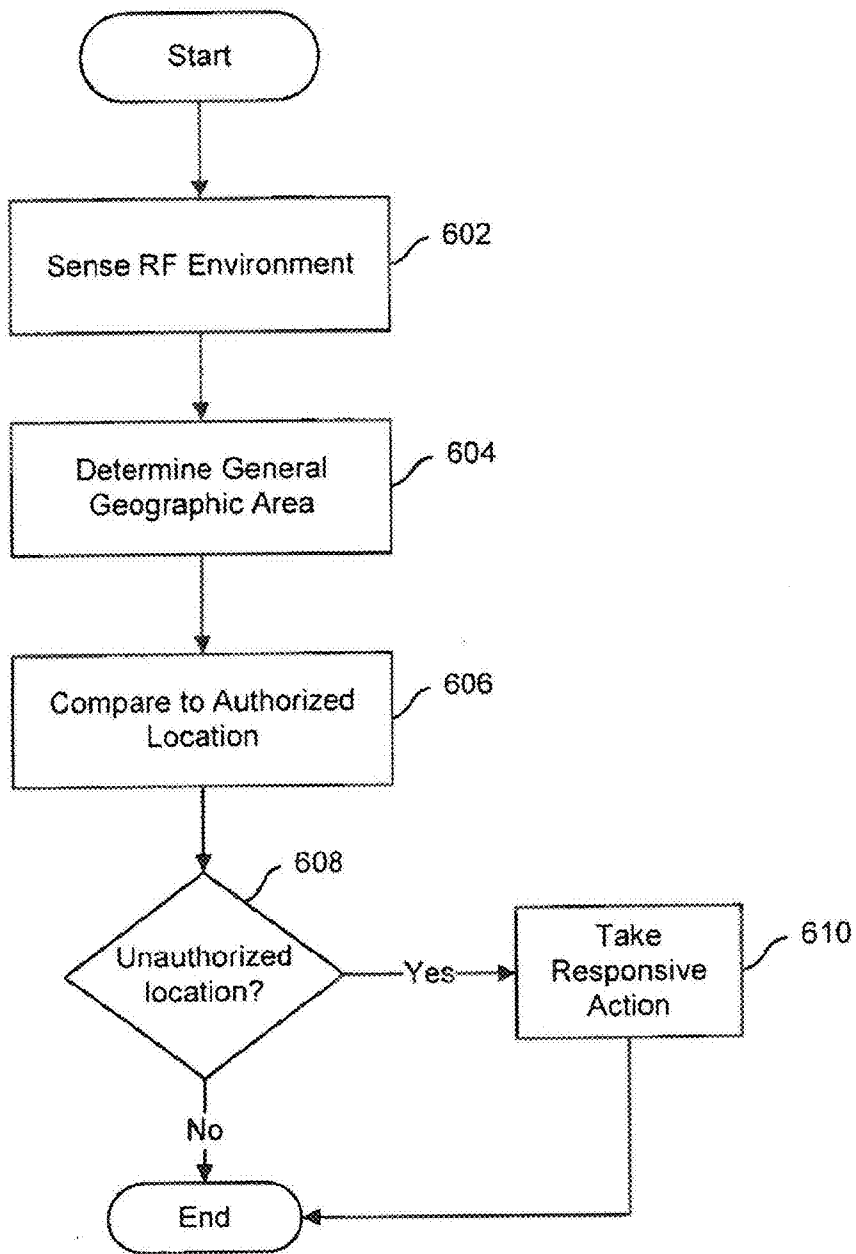 Start
Sense RF Environment
602
Determine General
Geographic Area
604
Compare to Authorized
Location
606
608
Unauthorized
location?
Yes
Take
Responsive
Action
610
No
End